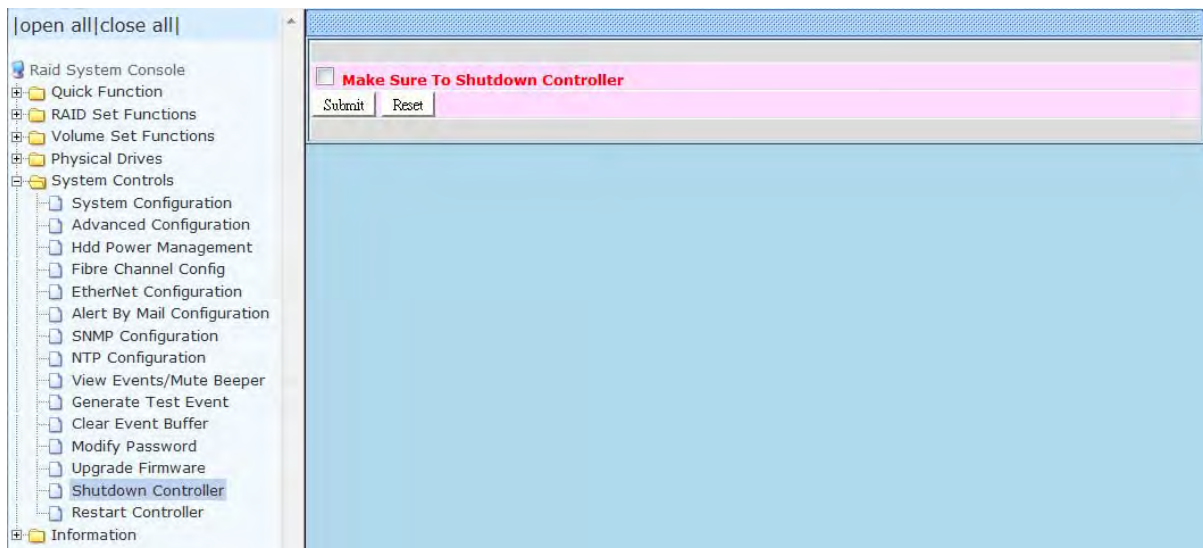 |open all|close all|
Raid System Console
Quick Function
RAID Set Functions
Volume Set Functions
Physical Drives
System Controls
System Configuration
Advanced Configuration
Hdd Power Management
Fibre Channel Config
EtherNet Configuration
Alert By Mail Configuration
SNMP Configuration
NTP Configuration
View Events/Mute Beeper
Generate Test Event
Clear Event Buffer
Modify Password
Upgrade Firmware
Shutdown Controller
Restart Controller
Information
Make Sure To Shutdown Controller
Submit Reset